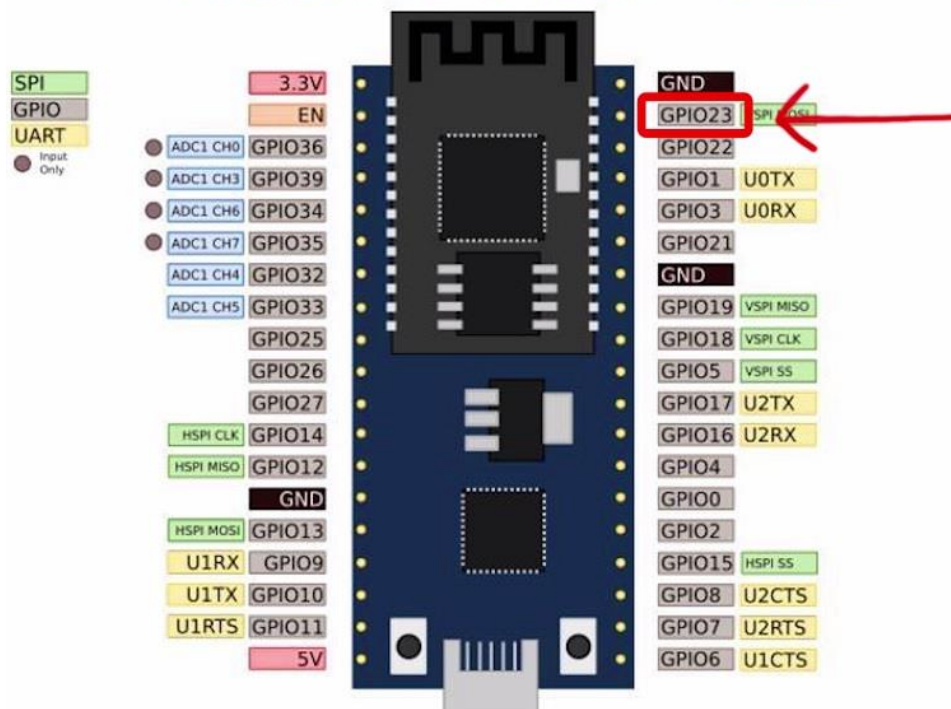 SPI
GPIO
UART
Input
Only
3.3V
EN
ADC1 CH0 GPIO36
ADC1 CH3 GPIO39
ADC1 CH6 GPIO34
ADC1 CH7 GPIO35
ADC1 CH4 GPIO32
ADC1 CH5 GPIO33
GPIO25
GPIO26
GPIO27
HSPI CLK GPIO14
HSPI MISO GPIO12
GND
HSPI MOSI GPIO13
U1RX GPIO9
U1TX GPIO10
U1RTS GPIO11
5V
GND
GPIO23 VSPI MOSI
GPIO22
GPIO1 U0TX
GPIO3 U0RX
GPIO21
GND
GPIO19 VSPI MISO
GPIO18 VSPI CLK
GPIO5 VSPI SS
GPIO17 U2TX
GPIO16 U2RX
GPIO4
GPIO0
GPIO2
GPIO15 HSPI SS
GPIO8 U2CTS
GPIO7 U2RTS
GPIO6 U1CTS